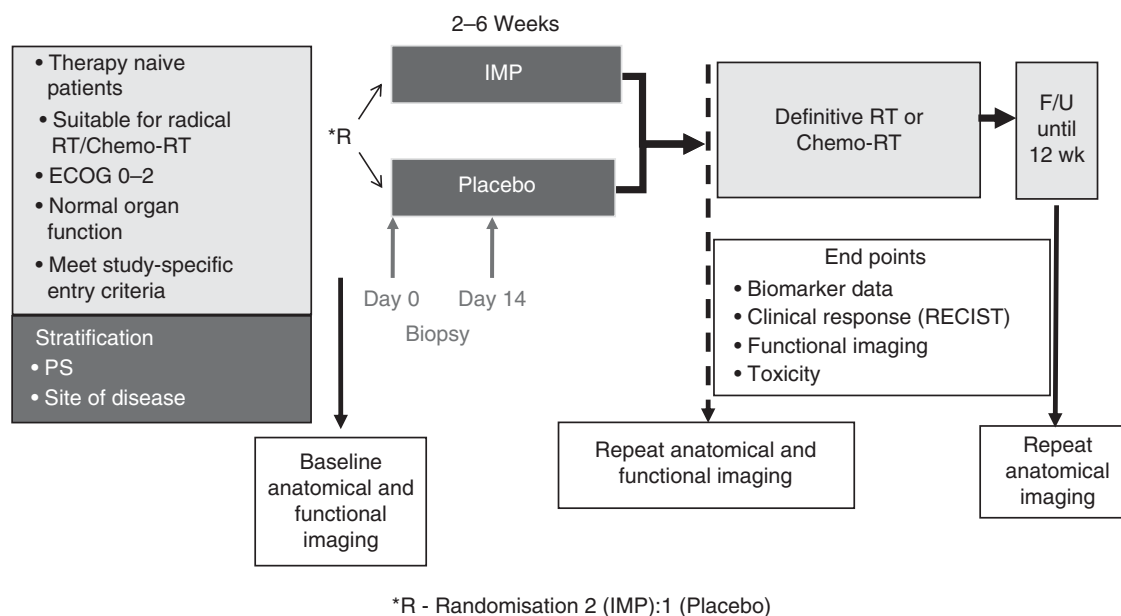 • Therapy naive
patients
• Suitable for radical
RT/Chemo-RT
• ECOG 0–2
• Normal organ
function
• Meet study-specific
entry criteria
Stratification
• PS
• Site of disease
2–6 Weeks
IMP
*R
Placebo
Day 0
Day 14
Biopsy
Definitive RT or
Chemo-RT
F/U
until
12 wk
End points
• Biomarker data
• Clinical response (RECIST)
• Functional imaging
• Toxicity
Baseline
anatomical and
functional
imaging
Repeat anatomical and
functional imaging
Repeat
anatomical
imaging
*R - Randomisation 2 (IMP):1 (Placebo)